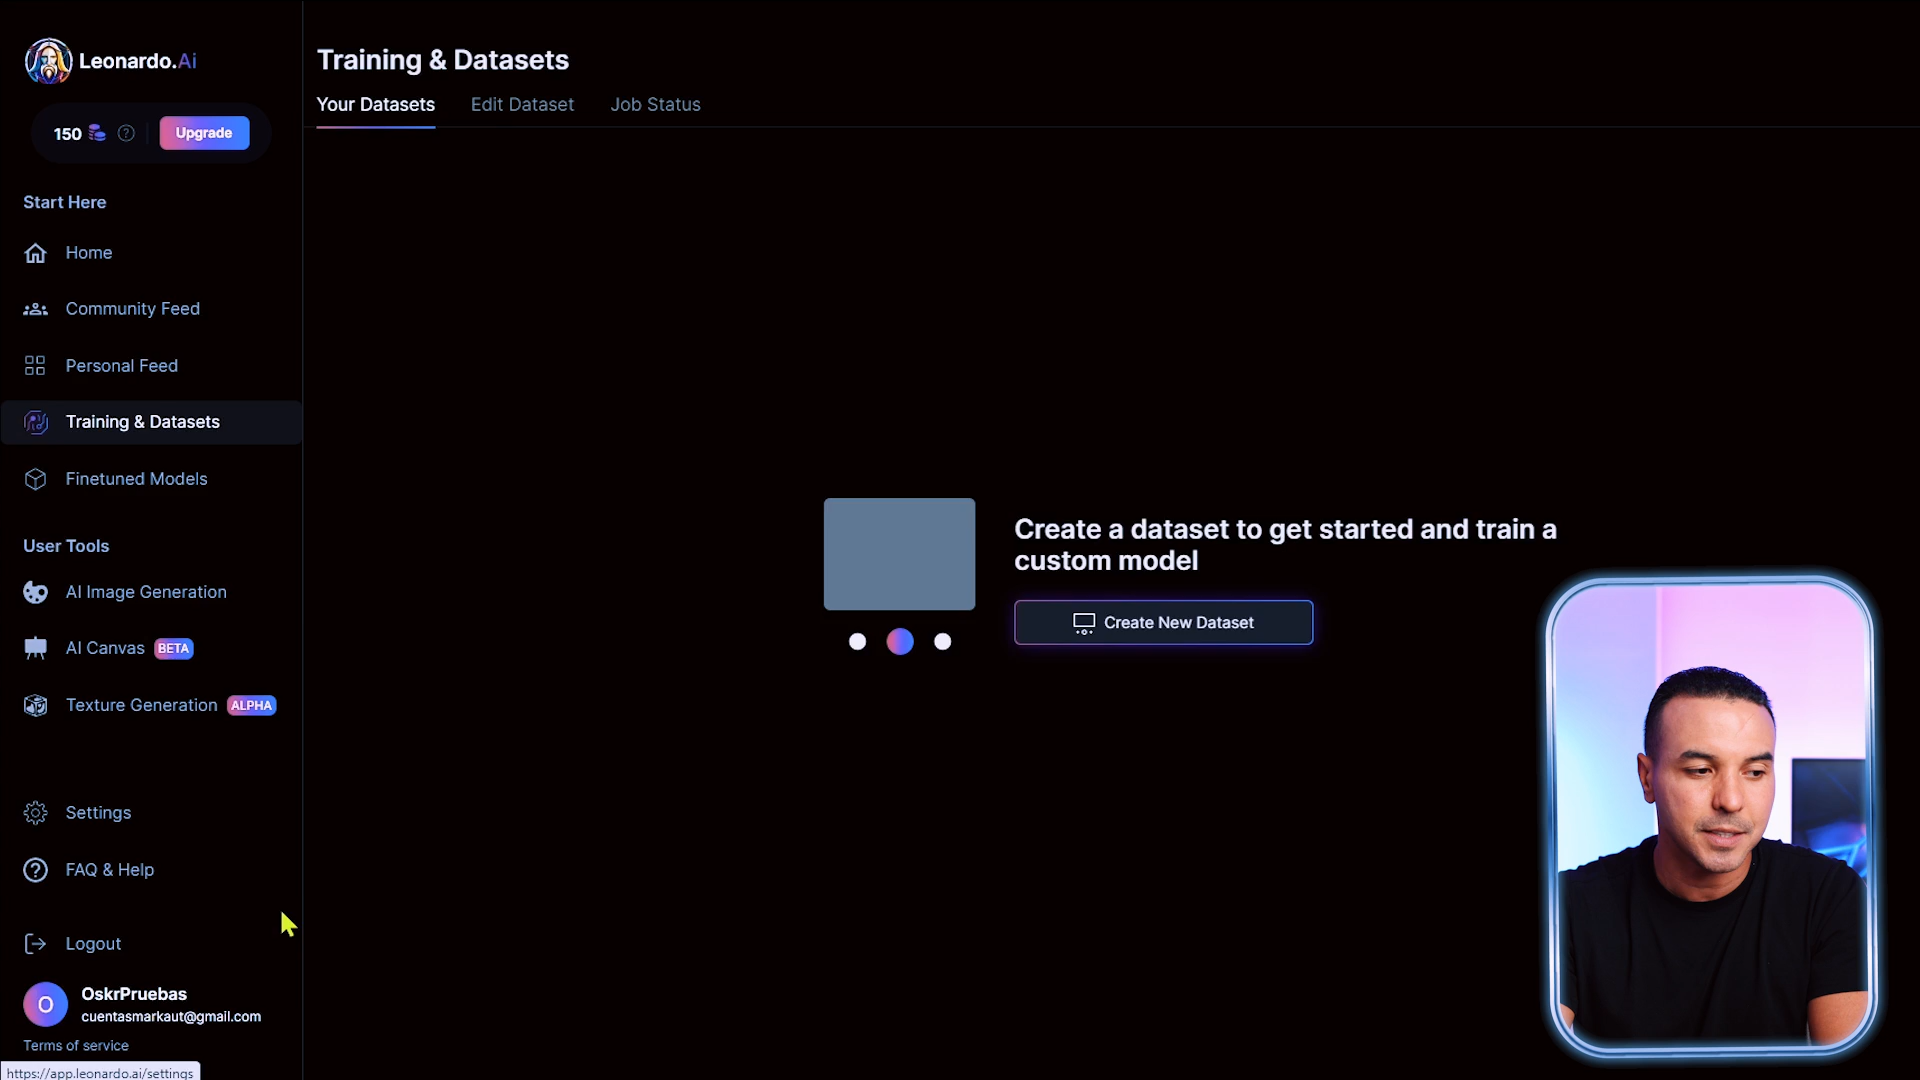 Leonardo.Ai
150
Upgrade
Start Here
Home
Community Feed
Personal Feed
Training & Datasets
Finetuned Models
User Tools
AI Image Generation
AI Canvas BETA
Texture Generation ALPHA
Settings
FAQ & Help
Logout
O
OskrPruebas
cuentasmarkaut@gmail.com
Terms of service
https://app.leonardo.ai/settings
Training & Datasets
Your Datasets Edit Dataset Job Status
Create a dataset to get started and train a
custom model
Create New Dataset